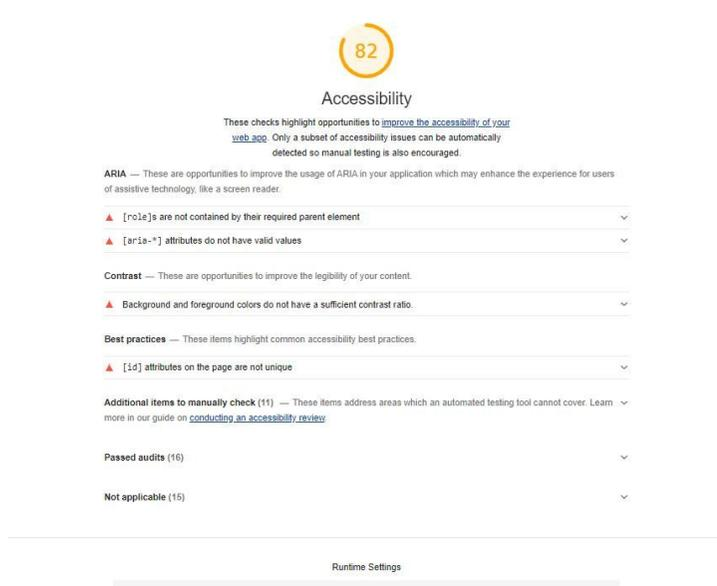 82
Accessibility
These checks highlight opportunities to improve the accessibility of your
web app. Only a subset of accessibility issues can be automatically
detected so manual testing is also encouraged.
ARIA — These are opportunities to improve the usage of ARIA in your application which may enhance the experience for users
of assistive technology, like a screen reader.
[role]s are not contained by their required parent element
[aria-*] attributes do not have valid values
Contrast — These are opportunities to improve the legibility of your content.
Background and foreground colors do not have a sufficient contrast ratio.
Best practices — These items highlight common accessibility best practices.
[id] attributes on the page are not unique
Additional items to manually check (11) — These items address areas which an automated testing tool cannot cover. Learn
more in our guide on conducting an accessibility review.
Passed audits (16)
Not applicable (15)
Runtime Settings